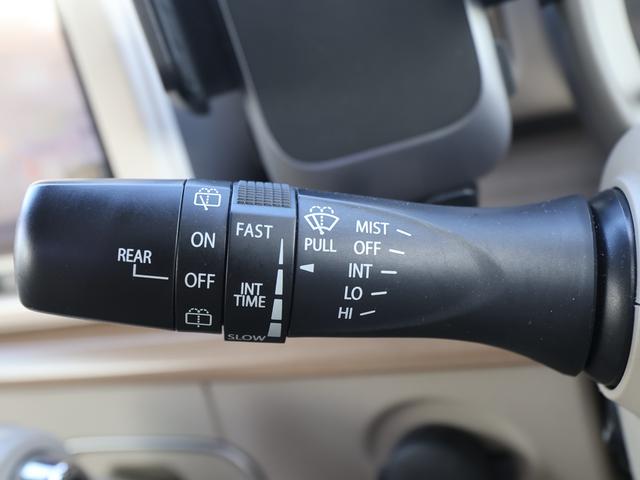 REAR
ON
OFF
FAST
INT
TIME
SLOW
PULL
MIST
OFF
INT
LO
HI